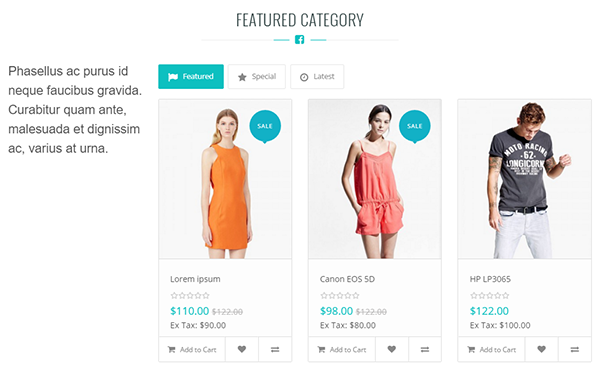 FEATURED CATEGORY
Phasellus ac purus id
neque faucibus gravida.
Curabitur quam ante,
malesuada et dignissim
ac, varius at urna.
Featured
Special
Latest
SALE
SALE
MOTO RACING
62
LONGICORN
Lorem ipsum
$110.00 $122.00
Ex Tax: $90.00
Add to Cart
Canon EOS 5D
$98.00 $122.00
Ex Tax: $80.00
Add to Cart
HP LP3065
$122.00
Ex Tax: $100.00
Add to Cart